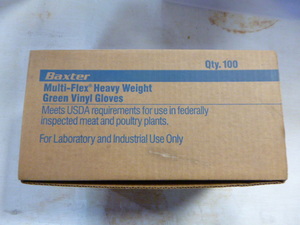 Qty. 100
Baxter
Multi-Flex® Heavy Weight
Green Vinyl Gloves
Meets USDA requirements for use in federally
inspected meat and poultry plants.
For Laboratory and Industrial Use Only